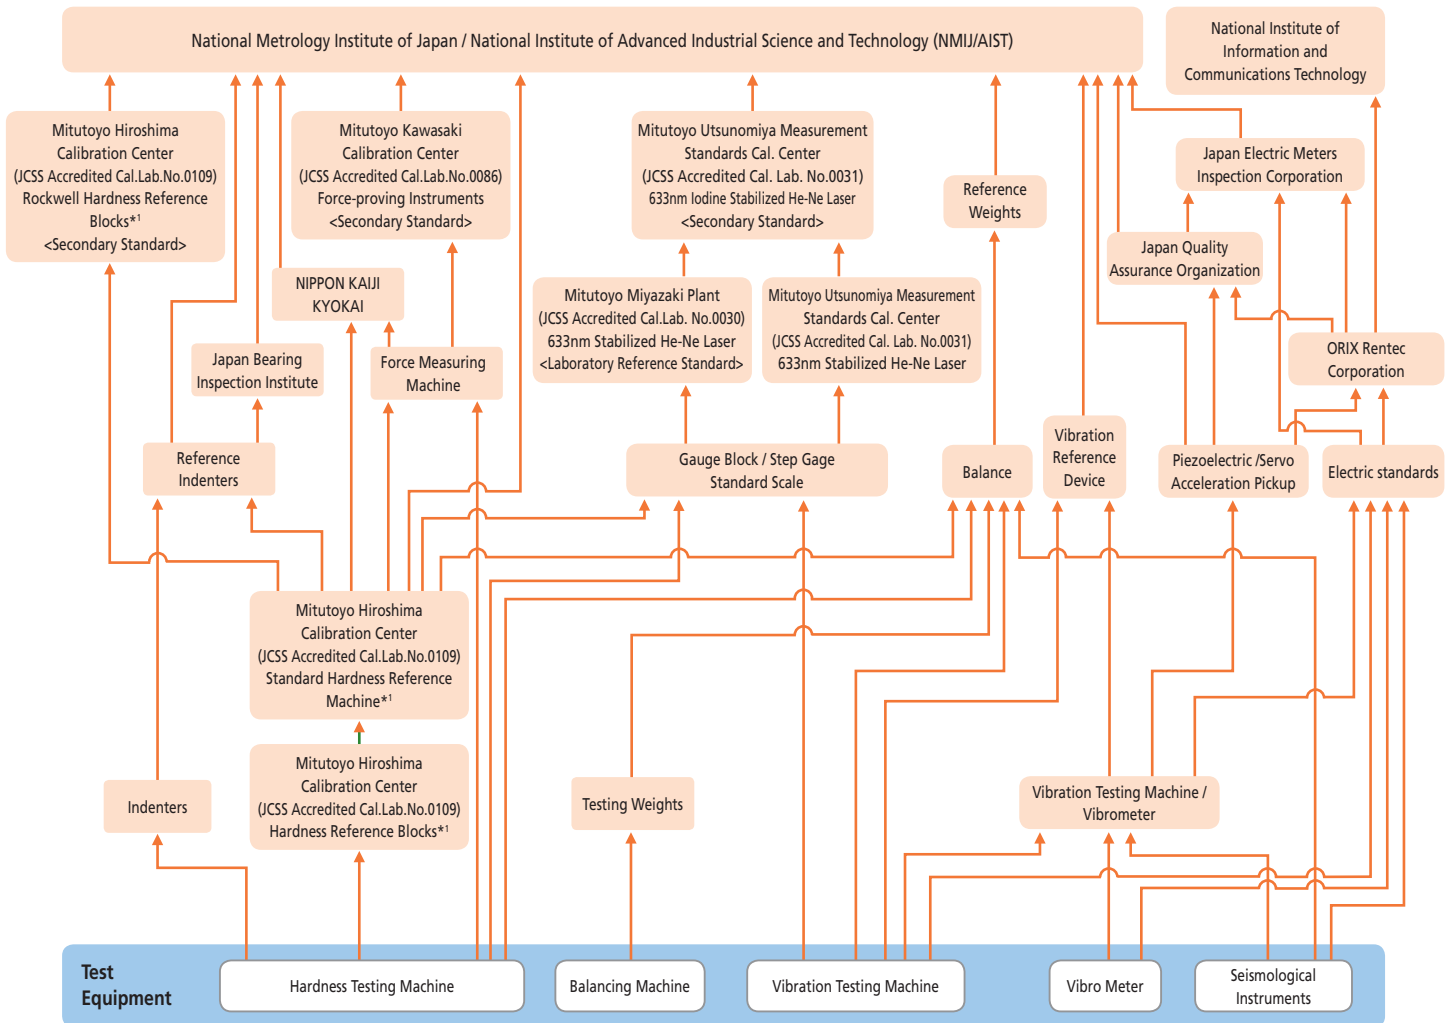 National Metrology Institute of Japan / National Institute of Advanced Industrial Science and Technology (NMIJ/AIST)
National Institute of
Information and
Communications Technology
Mitutoyo Hiroshima
Calibration Center
(JCSS Accredited Cal.Lab.No.0109)
Rockwell Hardness Reference
Blocks*1
<Secondary Standard>
Mitutoyo Kawasaki
Calibration Center
(JCSS Accredited Cal.Lab.No.0086)
Force-proving Instruments
<Secondary Standard>
Mitutoyo Utsunomiya Measurement
Standards Cal. Center
(JCSS Accredited Cal. Lab. No.0031)
633nm Iodine Stabilized He-Ne Laser
<Secondary Standard>
Reference
Weights
Japan Electric Meters
Inspection Corporation
Japan Quality
Assurance Organization
NIPPON KAIJI
KYOKAI
Mitutoyo Miyazaki Plant
(JCSS Accredited Cal.Lab. No.0030)
633nm Stabilized He-Ne Laser
<Laboratory Reference Standard>
Mitutoyo Utsunomiya Measurement
Standards Cal. Center
(JCSS Accredited Cal. Lab. No.0031)
633nm Stabilized He-Ne Laser
Japan Bearing
Inspection Institute
Force Measuring
Machine
ORIX Rentec
Corporation
Reference
Indenters
Gauge Block / Step Gage
Standard Scale
Balance
Vibration
Reference
Device
Piezoelectric /Servo
Acceleration Pickup
Electric standards
Mitutoyo Hiroshima
Calibration Center
(JCSS Accredited Cal.Lab.No.0109)
Standard Hardness Reference
Machine*1
Mitutoyo Hiroshima
Calibration Center
(JCSS Accredited Cal.Lab.No.0109)
Hardness Reference Blocks*1
Indenters
Testing Weights
Vibration Testing Machine /
Vibrometer
Test
Equipment
Hardness Testing Machine
Balancing Machine
Vibration Testing Machine
Vibro Meter
Seismological
Instruments